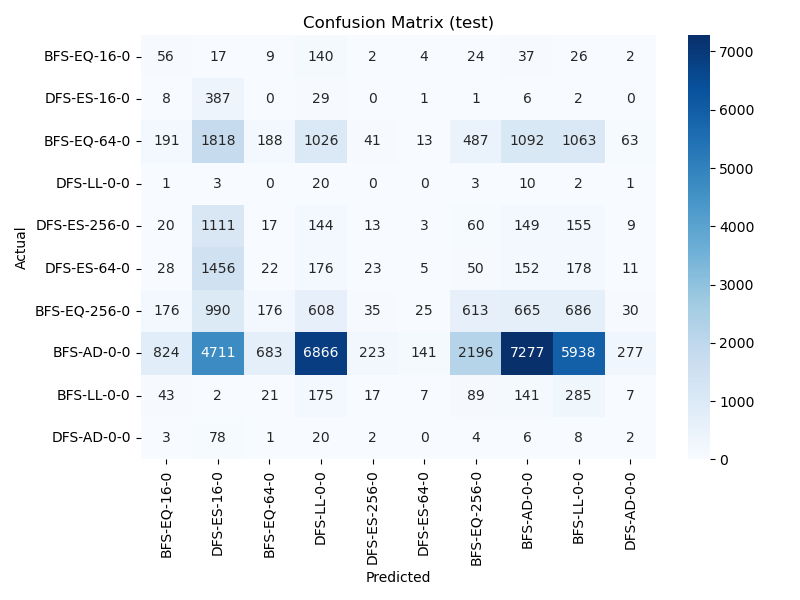 Confusion Matrix (test)
BFS-EQ-16-0 56 17 9 140 2 4 24 37 26 2
DFS-ES-16-0 8 387 0 29 0 1 1 6 2 0
BFS-EQ-64-0 191 1818 188 1026 41 13 487 1092 1063 63
DFS-LL-0-0 1 3 0 20 0 0 3 10 2 1
DFS-ES-256-0 20 1111 17 144 13 3 60 149 155 9
DFS-ES-64-0 28 1456 22 176 23 5 50 152 178 11
BFS-EQ-256-0 176 990 176 608 35 25 613 665 686 30
BFS-AD-0-0 824 4711 683 6866 223 141 2196 7277 5938 277
BFS-LL-0-0 43 2 21 175 17 7 89 141 285 7
DFS-AD-0-0 3 78 1 20 2 0 4 6 8 2
Actual
BFS-EQ-16-0 DFS-ES-16-0 BFS-EQ-64-0 DFS-LL-0-0 DFS-ES-256-0 DFS-ES-64-0 BFS-EQ-256-0 BFS-AD-0-0 BFS-LL-0-0 DFS-AD-0-0
Predicted
7000
6000
5000
4000
3000
2000
1000
0